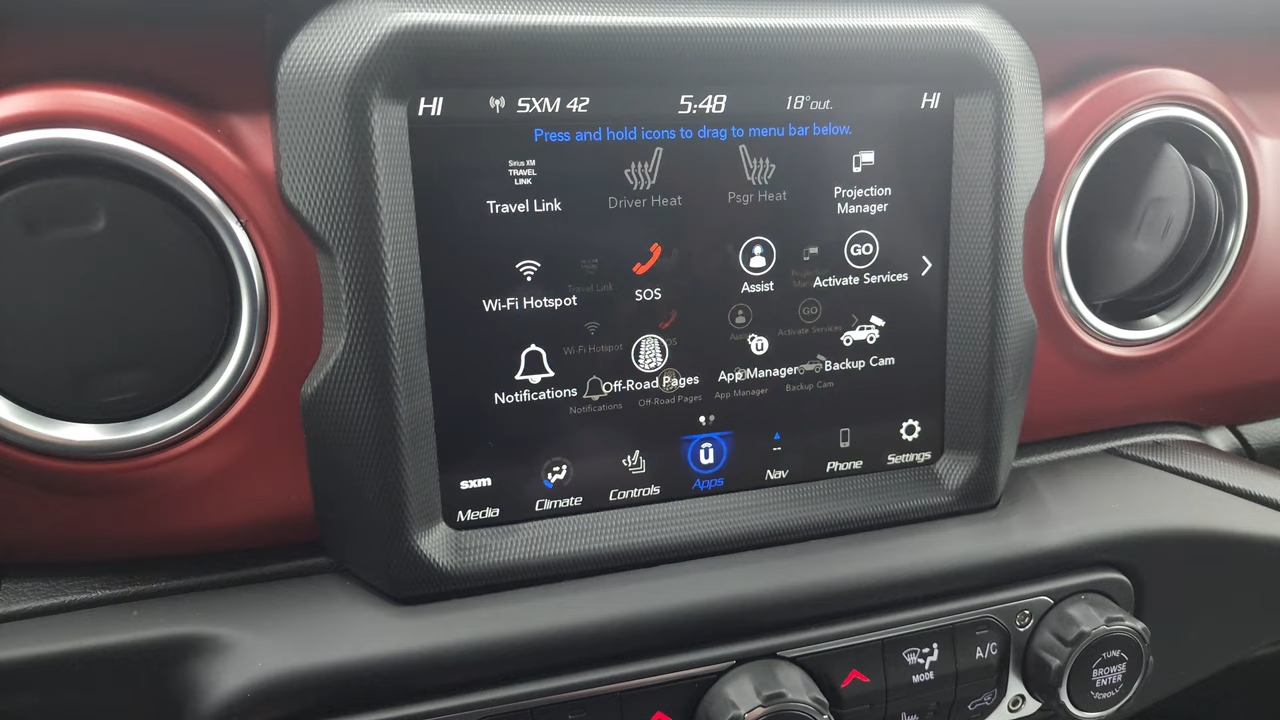 HI SXM 42 5:48 18°out. HI
Press and hold icons to drag to menu bar below.
Sirius XM
TRAVEL
LINK
Travel Link
Driver Heat
Psgr Heat
Projection
Manager
Wi-Fi Hotspot
SOS
Assist
GO
Activate Services
Travel Link
GO
Wi-Fi Hotspot
Activate Services
Notifications
Off-Road Pages
û
App Manager
Backup Cam
Notifications
Off-Road Pages
App Manager
Backup Cam
sxm
Media
Climate
Controls
û
Apps
--
Nav
Phone
Settings
MODE
A/C
TUNE
BROWSE
ENTER
SCROLL